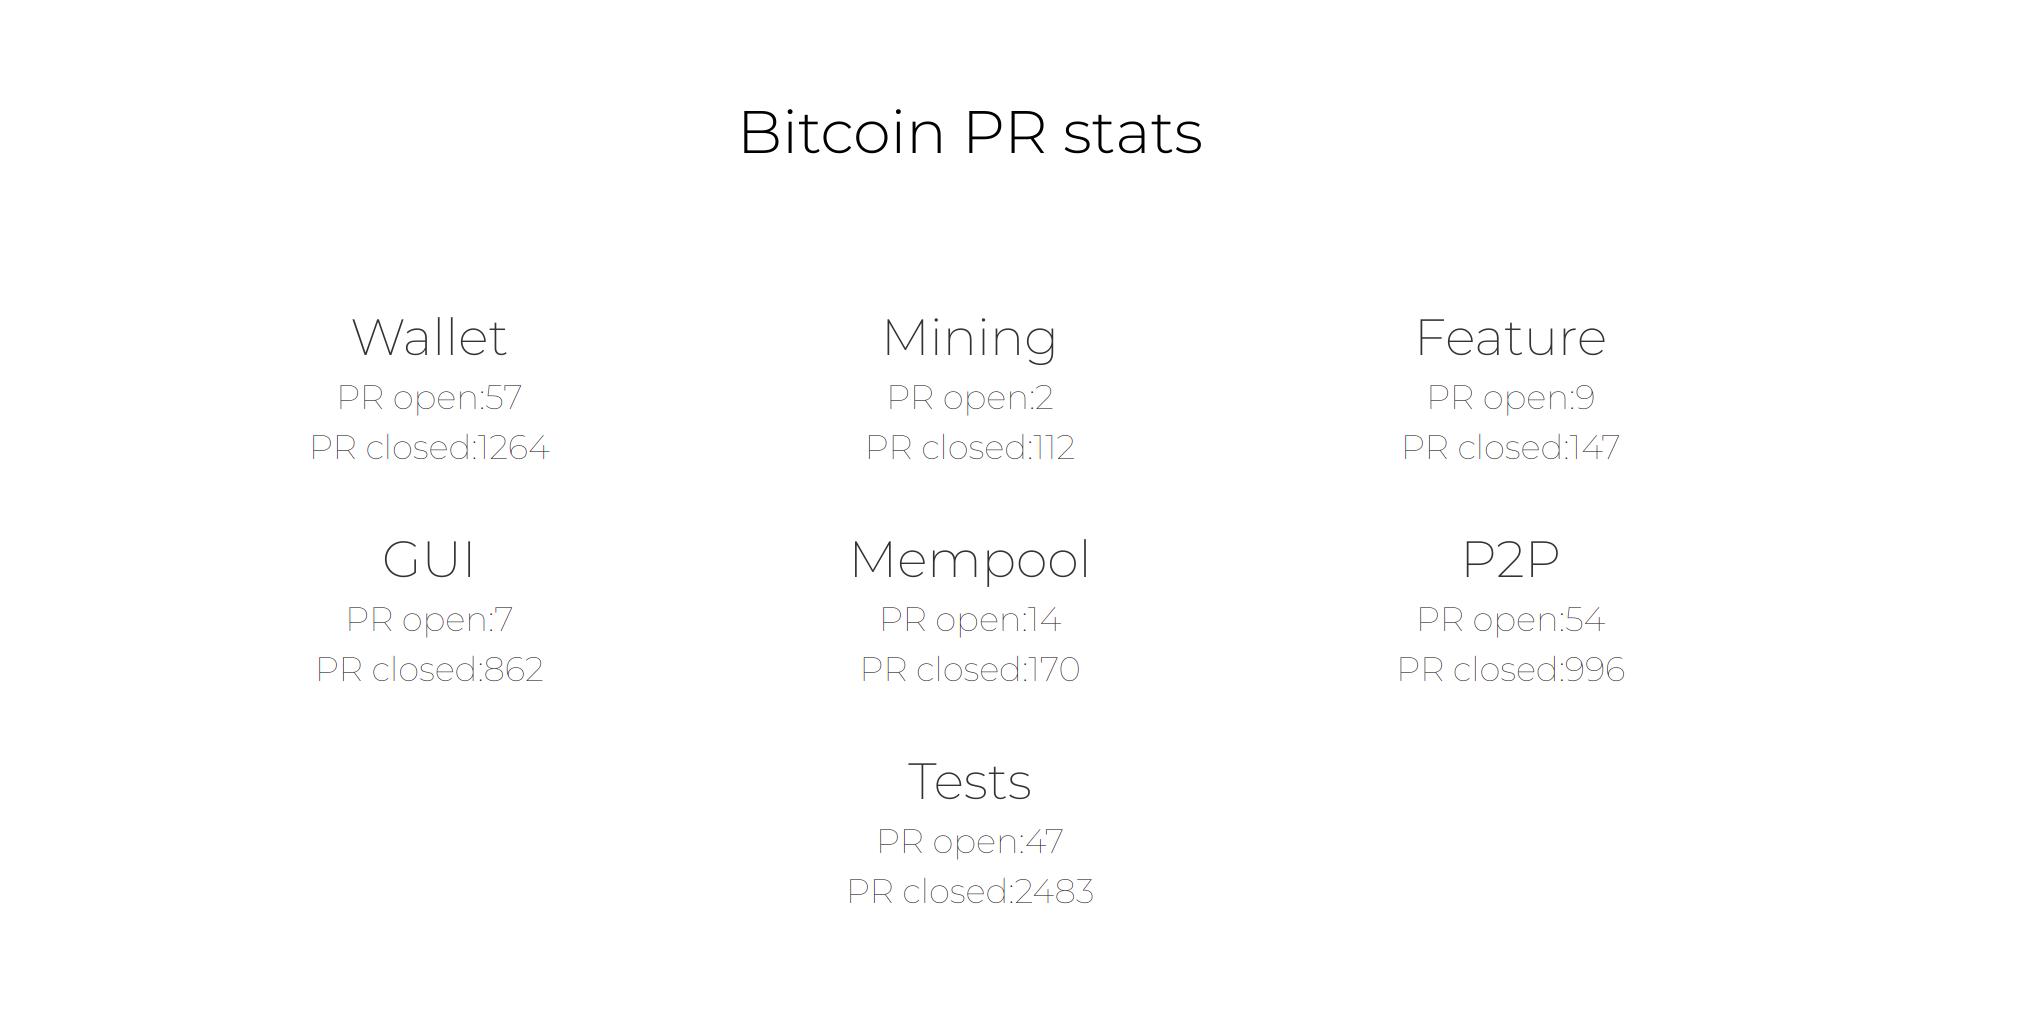 Bitcoin PR stats
Wallet
PR open:57
PR closed:1264
Mining
PR open:2
PR closed:112
Feature
PR open:9
PR closed:147
GUI
PR open:7
PR closed:862
Mempool
PR open:14
PR closed:170
P2P
PR open:54
PR closed:996
Tests
PR open:47
PR closed:2483